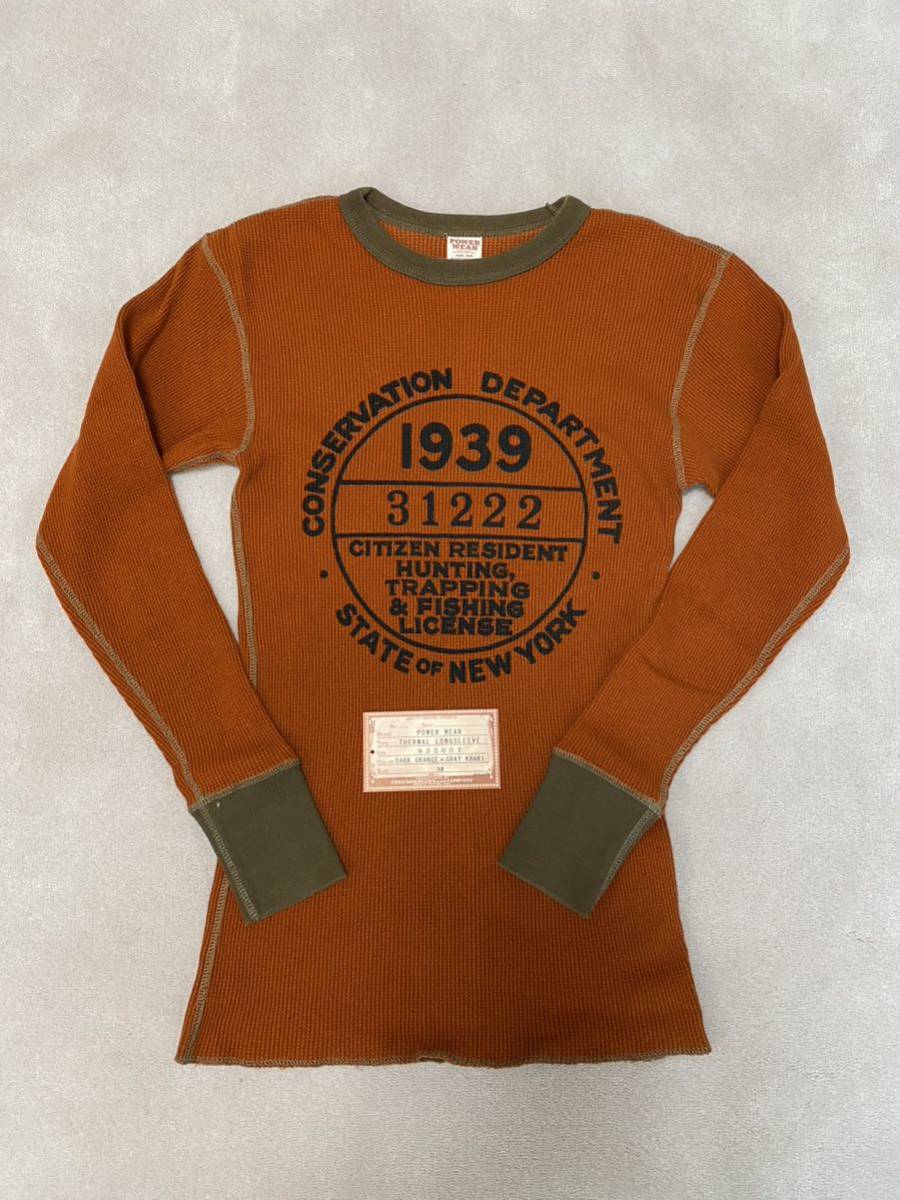 POWER
WEAR
CONSERVATION DEPARTMENT
1939
31222
CITIZEN RESIDENT
HUNTING,
TRAPPING
& FISHING
LICENSE
• STATE OF NEW YORK •
POWER WEAR
THERMAL LONGSLEEVE
DARK ORANGE × GRAY KHAKI
M